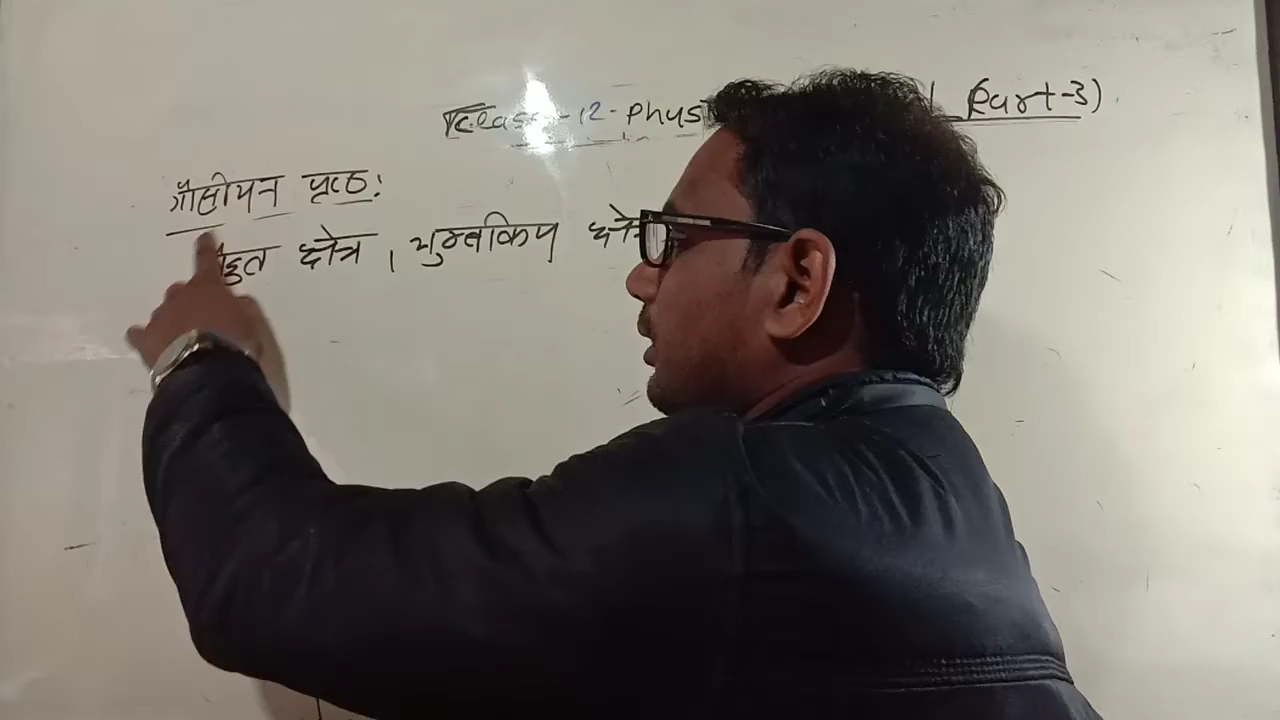 Class-12-Phys (Part-3)
गौसीयन पृष्ठ:
द्दुत क्षेत्र, चुम्बकिय क्षेत्र